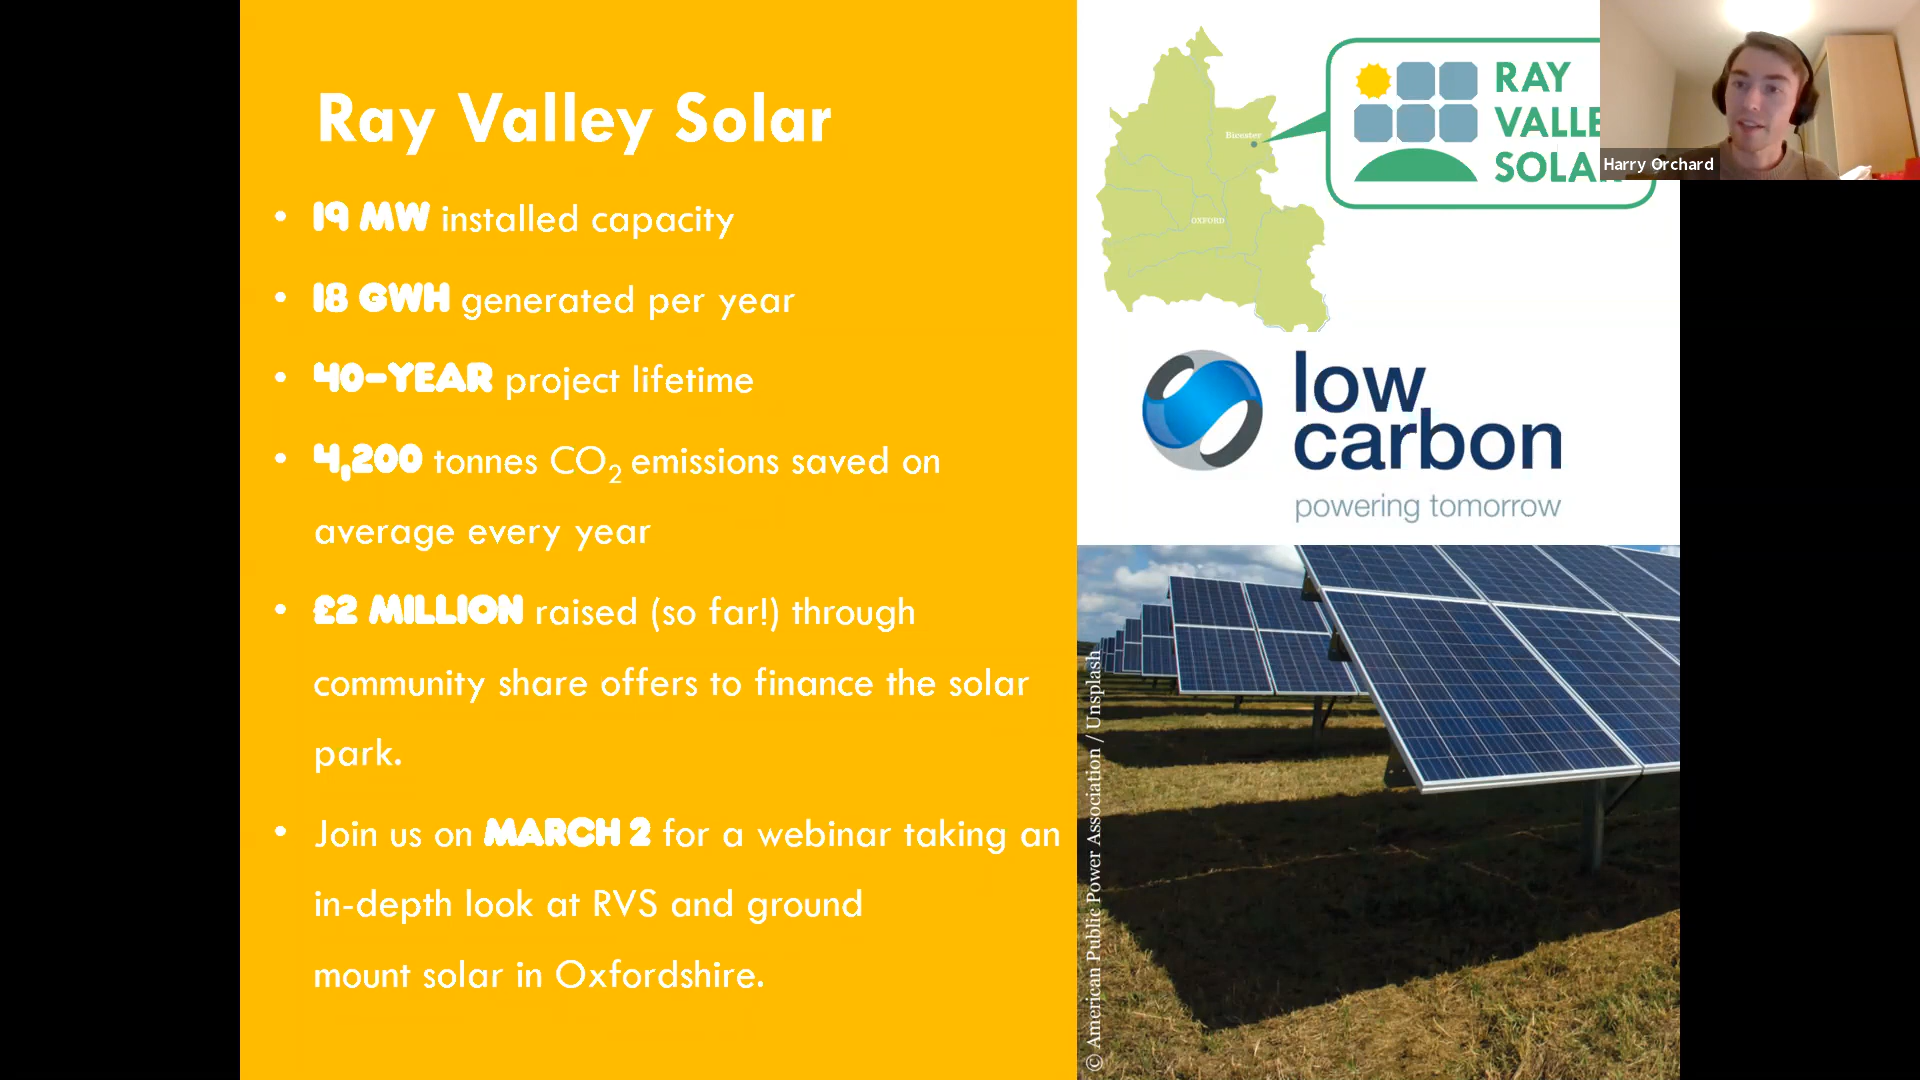 Ray Valley Solar
• 19 MW installed capacity
• 18 GWH generated per year
• 40-YEAR project lifetime
• 4,200 tonnes CO₂ emissions saved on
average every year
• £2 MILLION raised (so far!) through
community share offers to finance the solar
park.
• Join us on MARCH 2 for a webinar taking an
in-depth look at RVS and ground
mount solar in Oxfordshire.
Bicester
OXFORD
RAY
VALLE
SOLAR
Harry Orchard
low
carbon
powering tomorrow
© American Public Power Association / Unsplash